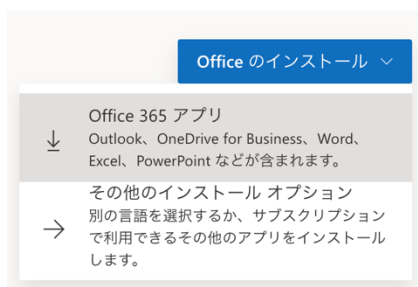 Office のインストール
Office 365 アプリ
Outlook、OneDrive for Business、Word、
Excel、PowerPoint などが含まれます。
その他のインストール オプション
別の言語を選択するか、サブスクリプション
で利用できるその他のアプリをインストール
します。